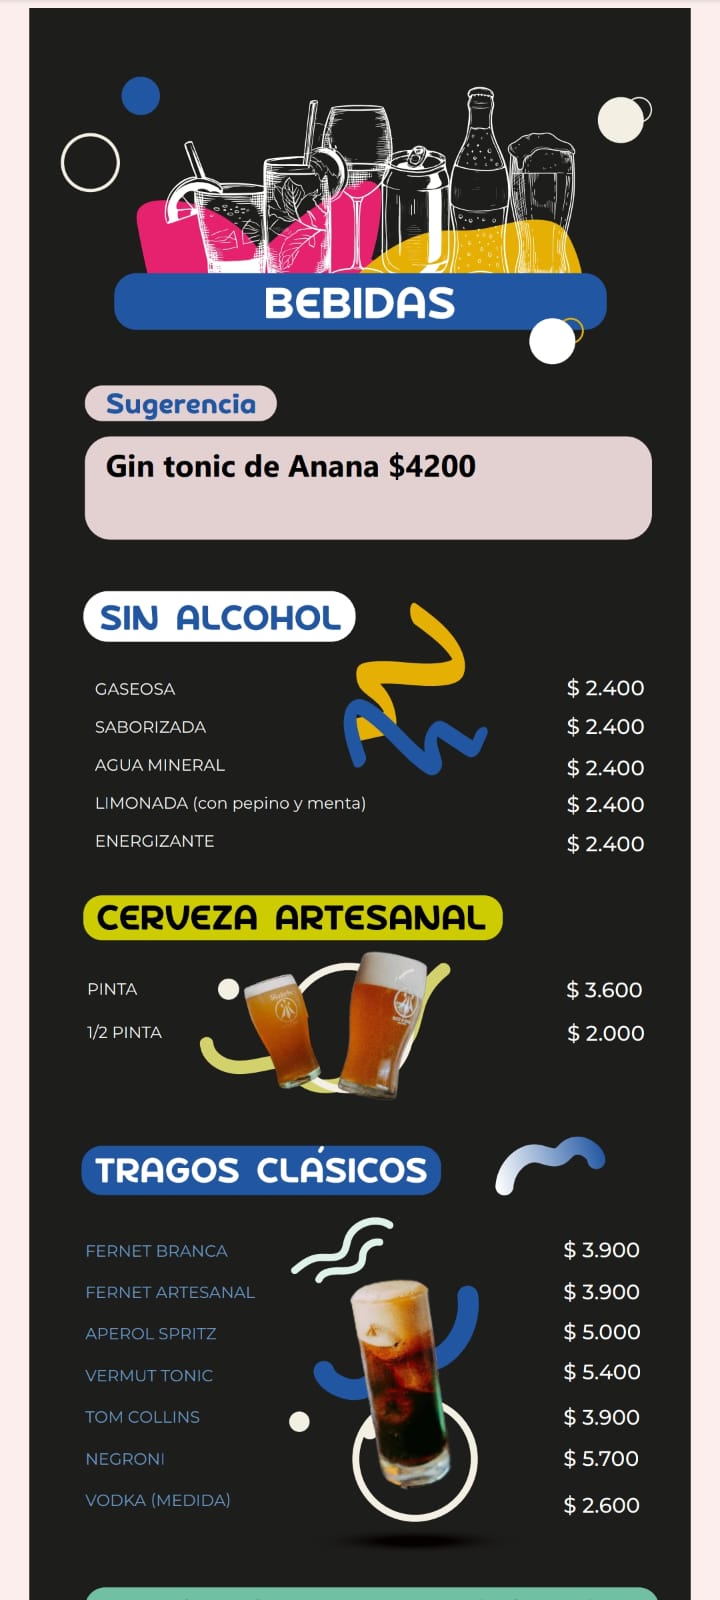 BEBIDAS
Sugerencia
Gin tonic de Anana $4200
SIN ALCOHOL
GASEOSA $ 2.400
SABORIZADA $ 2.400
AGUA MINERAL $ 2.400
LIMONADA (con pepino y menta) $ 2.400
ENERGIZANTE $ 2.400
CERVEZA ARTESANAL
PINTA $ 3.600
1/2 PINTA $ 2.000
TRAGOS CLÁSICOS
FERNET BRANCA $ 3.900
FERNET ARTESANAL $ 3.900
APEROL SPRITZ $ 5.000
VERMUT TONIC $ 5.400
TOM COLLINS $ 3.900
NEGRONI $ 5.700
VODKA (MEDIDA) $ 2.600